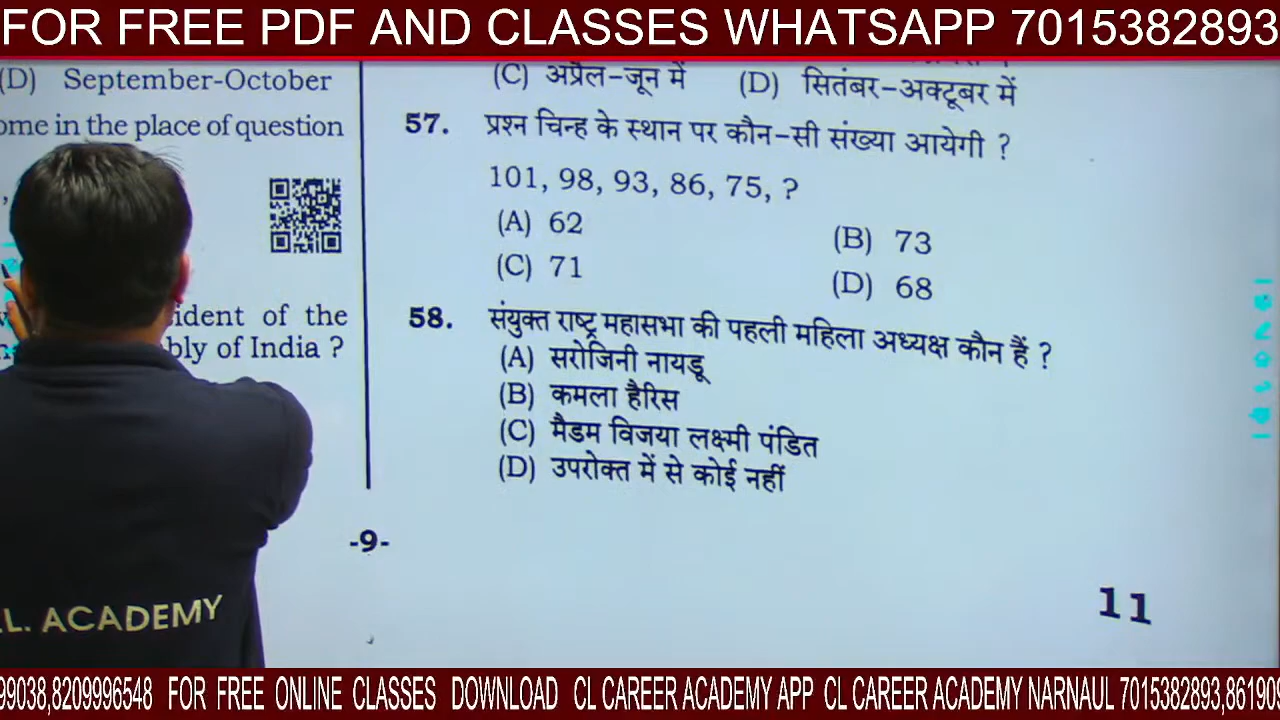 FOR FREE PDF AND CLASSES WHATSAPP 7015382893
(D) September-October
ome in the place of question
ident of the
bly of India ?
(C) अप्रैल-जून में (D) सितंबर-अक्टूबर में
57. प्रश्न चिन्ह के स्थान पर कौन-सी संख्या आयेगी ?
101, 98, 93, 86, 75, ?
(A) 62 (B) 73
(C) 71 (D) 68
58. संयुक्त राष्ट्र महासभा की पहली महिला अध्यक्ष कौन हैं ?
(A) सरोजिनी नायडू
(B) कमला हैरिस
(C) मैडम विजया लक्ष्मी पंडित
(D) उपरोक्त में से कोई नहीं
-9-
11
L. ACADEMY
99038,8209996548 FOR FREE ONLINE CLASSES DOWNLOAD CL CAREER ACADEMY APP CL CAREER ACADEMY NARNAUL 7015382893,861909